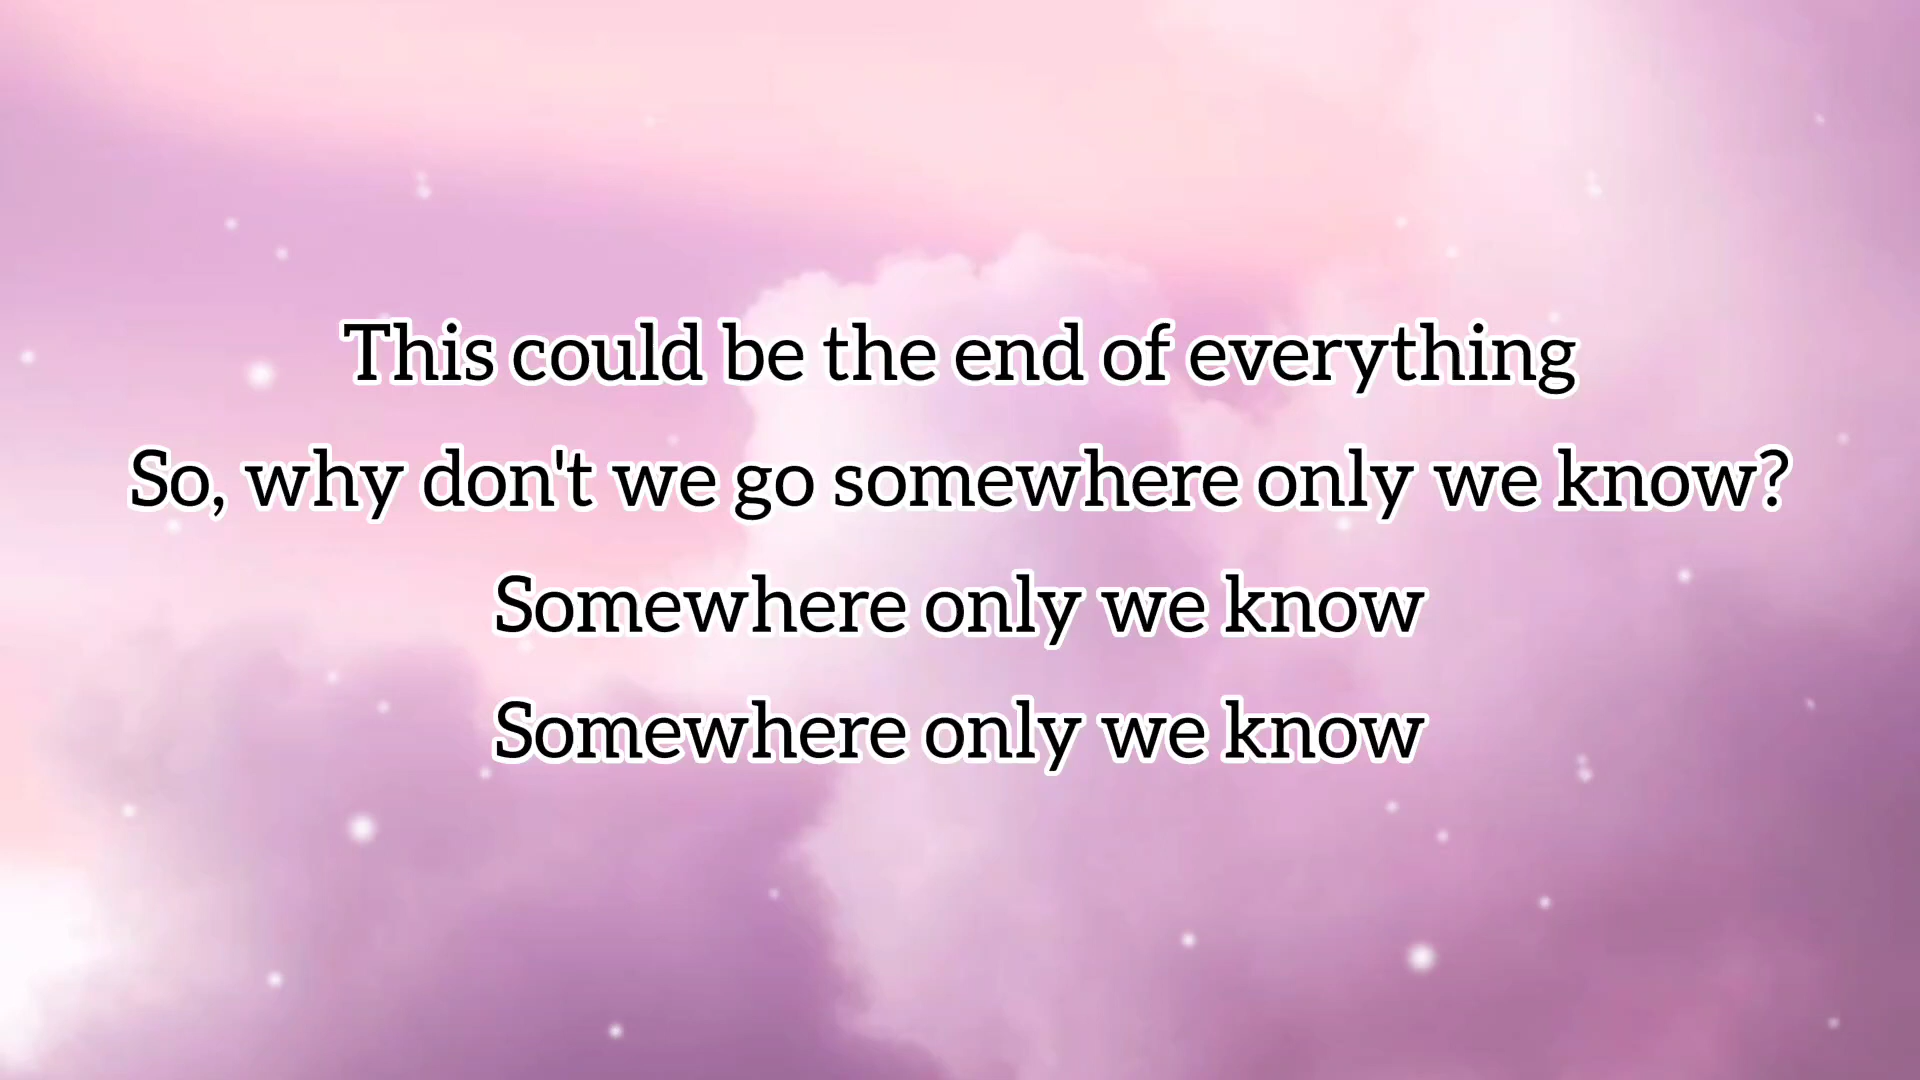 This could be the end of everything
So, why don't we go somewhere only we know?
Somewhere only we know
Somewhere only we know